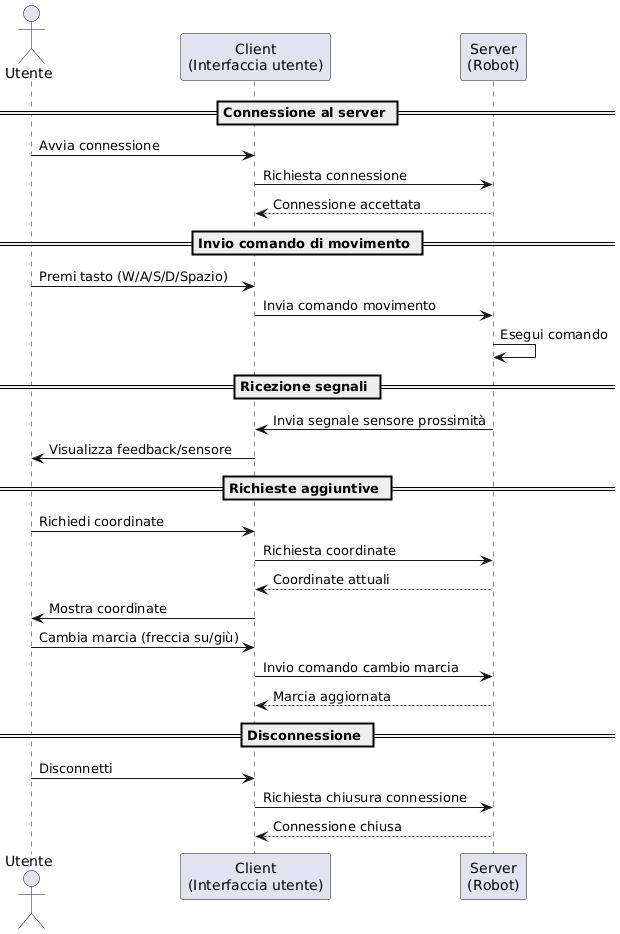 Utente
Client
(Interfaccia utente)
Server
(Robot)
Connessione al server
Avvia connessione
Richiesta connessione
Connessione accettata
Invio comando di movimento
Premi tasto (W/A/S/D/Spazio)
Invia comando movimento
Esegui comando
Ricezione segnali
Invia segnale sensore prossimità
Visualizza feedback/sensore
Richieste aggiuntive
Richiedi coordinate
Richiesta coordinate
Coordinate attuali
Mostra coordinate
Cambia marcia (freccia su/giù)
Invio comando cambio marcia
Marcia aggiornata
Disconnessione
Disconnetti
Richiesta chiusura connessione
Connessione chiusa
Utente
Client
(Interfaccia utente)
Server
(Robot)